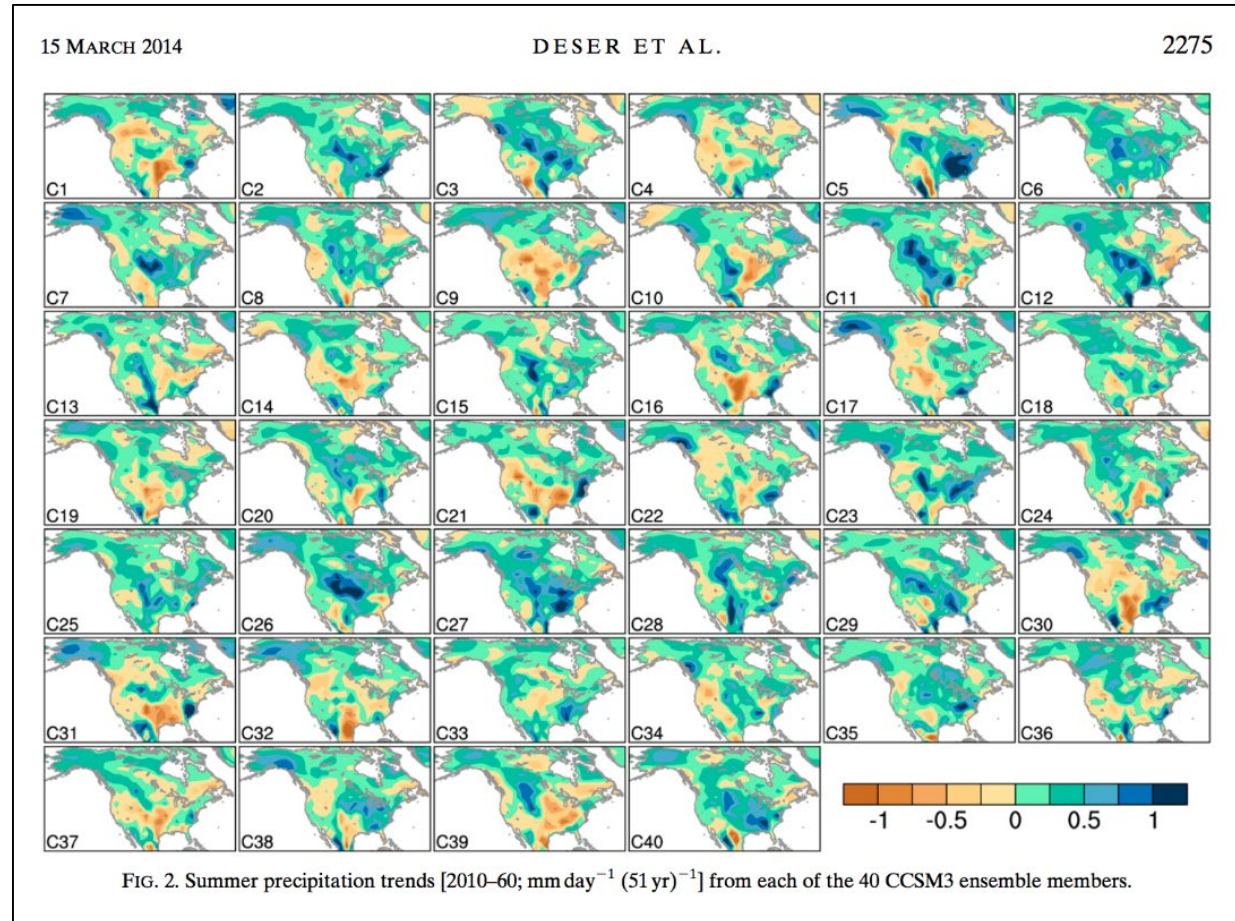 15 MARCH 2014 DESER ET AL. 2275
C1 C2 C3 C4 C5 C6
C7 C8 C9 C10 C11 C12
C13 C14 C15 C16 C17 C18
C19 C20 C21 C22 C23 C24
C25 C26 C27 C28 C29 C30
C31 C32 C33 C34 C35 C36
C37 C38 C39 C40
-1 -0.5 0 0.5 1
FIG. 2. Summer precipitation trends [2010–60; mm day⁻¹ (51 yr)⁻¹] from each of the 40 CCSM3 ensemble members.